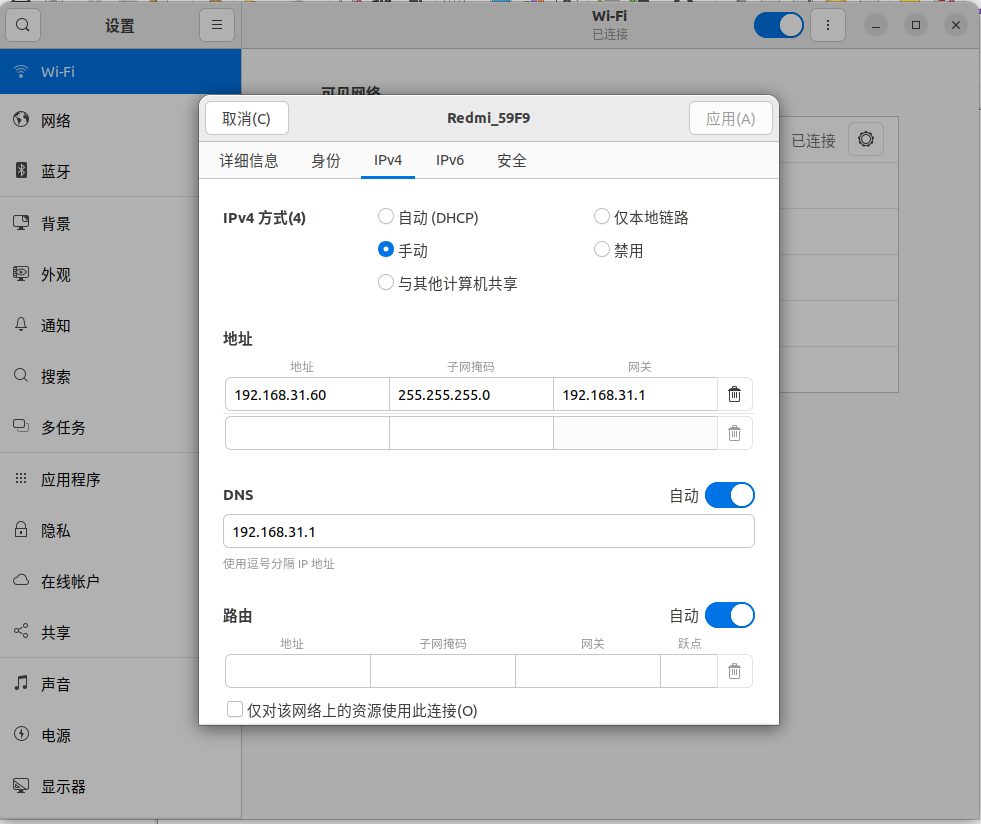 设置
Wi-Fi
已连接
Wi-Fi
网络
蓝牙
背景
外观
通知
搜索
多任务
应用程序
隐私
在线帐户
共享
声音
电源
显示器
可见网络
已连接
取消(C)
Redmi_59F9
应用(A)
详细信息 身份 IPv4 IPv6 安全
IPv4 方式(4)
自动 (DHCP) 仅本地链路
手动 禁用
与其他计算机共享
地址
地址 子网掩码 网关
192.168.31.60 255.255.255.0 192.168.31.1
DNS 自动
192.168.31.1
使用逗号分隔 IP 地址
路由 自动
地址 子网掩码 网关 跃点
仅对该网络上的资源使用此连接(O)